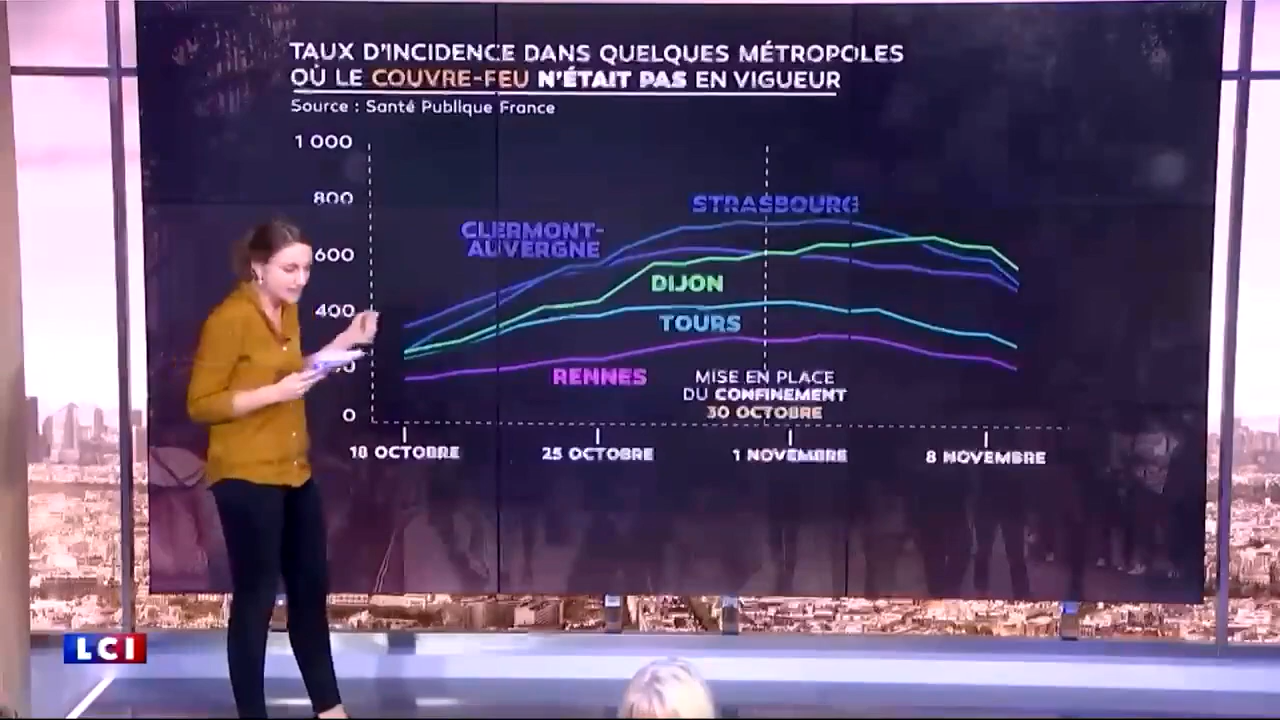 TAUX D'INCIDENCE DANS QUELQUES MÉTROPOLES
OÙ LE COUVRE-FEU N'ÉTAIT PAS EN VIGUEUR
Source : Santé Publique France
1 000
800
600
400
0
STRASBOURG
CLERMONT-
AUVERGNE
DIJON
TOURS
RENNES
MISE EN PLACE
DU CONFINEMENT
30 OCTOBRE
18 OCTOBRE
25 OCTOBRE
1 NOVEMBRE
8 NOVEMBRE
LCI